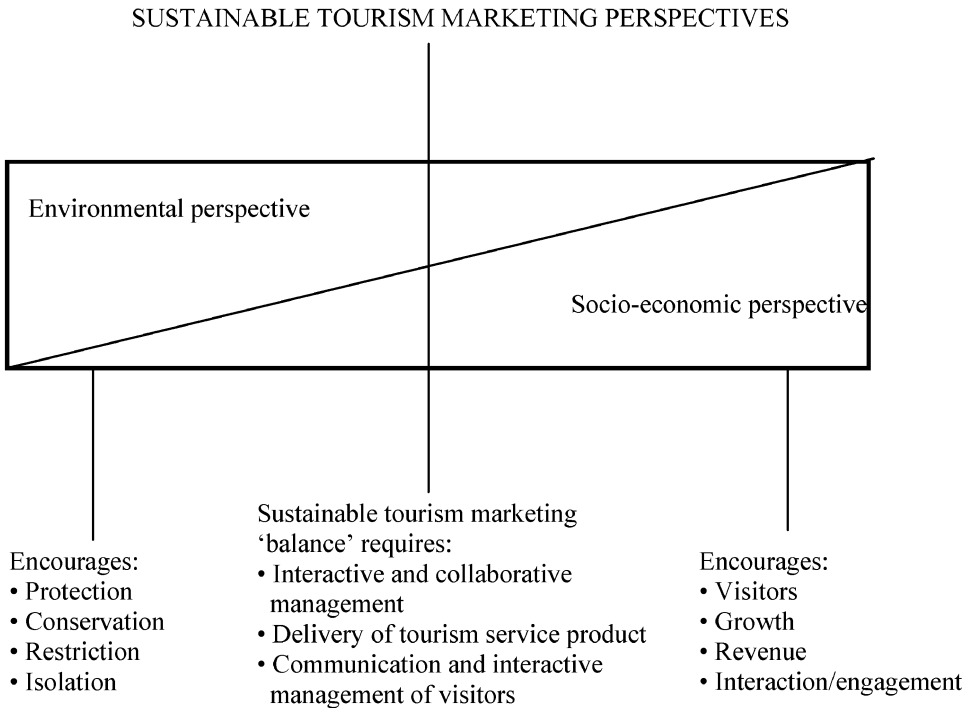 SUSTAINABLE TOURISM MARKETING PERSPECTIVES
Environmental perspective
Socio-economic perspective
Encourages:
• Protection
• Conservation
• Restriction
• Isolation
Sustainable tourism marketing
‘balance’ requires:
• Interactive and collaborative
management
• Delivery of tourism service product
• Communication and interactive
management of visitors
Encourages:
• Visitors
• Growth
• Revenue
• Interaction/engagement